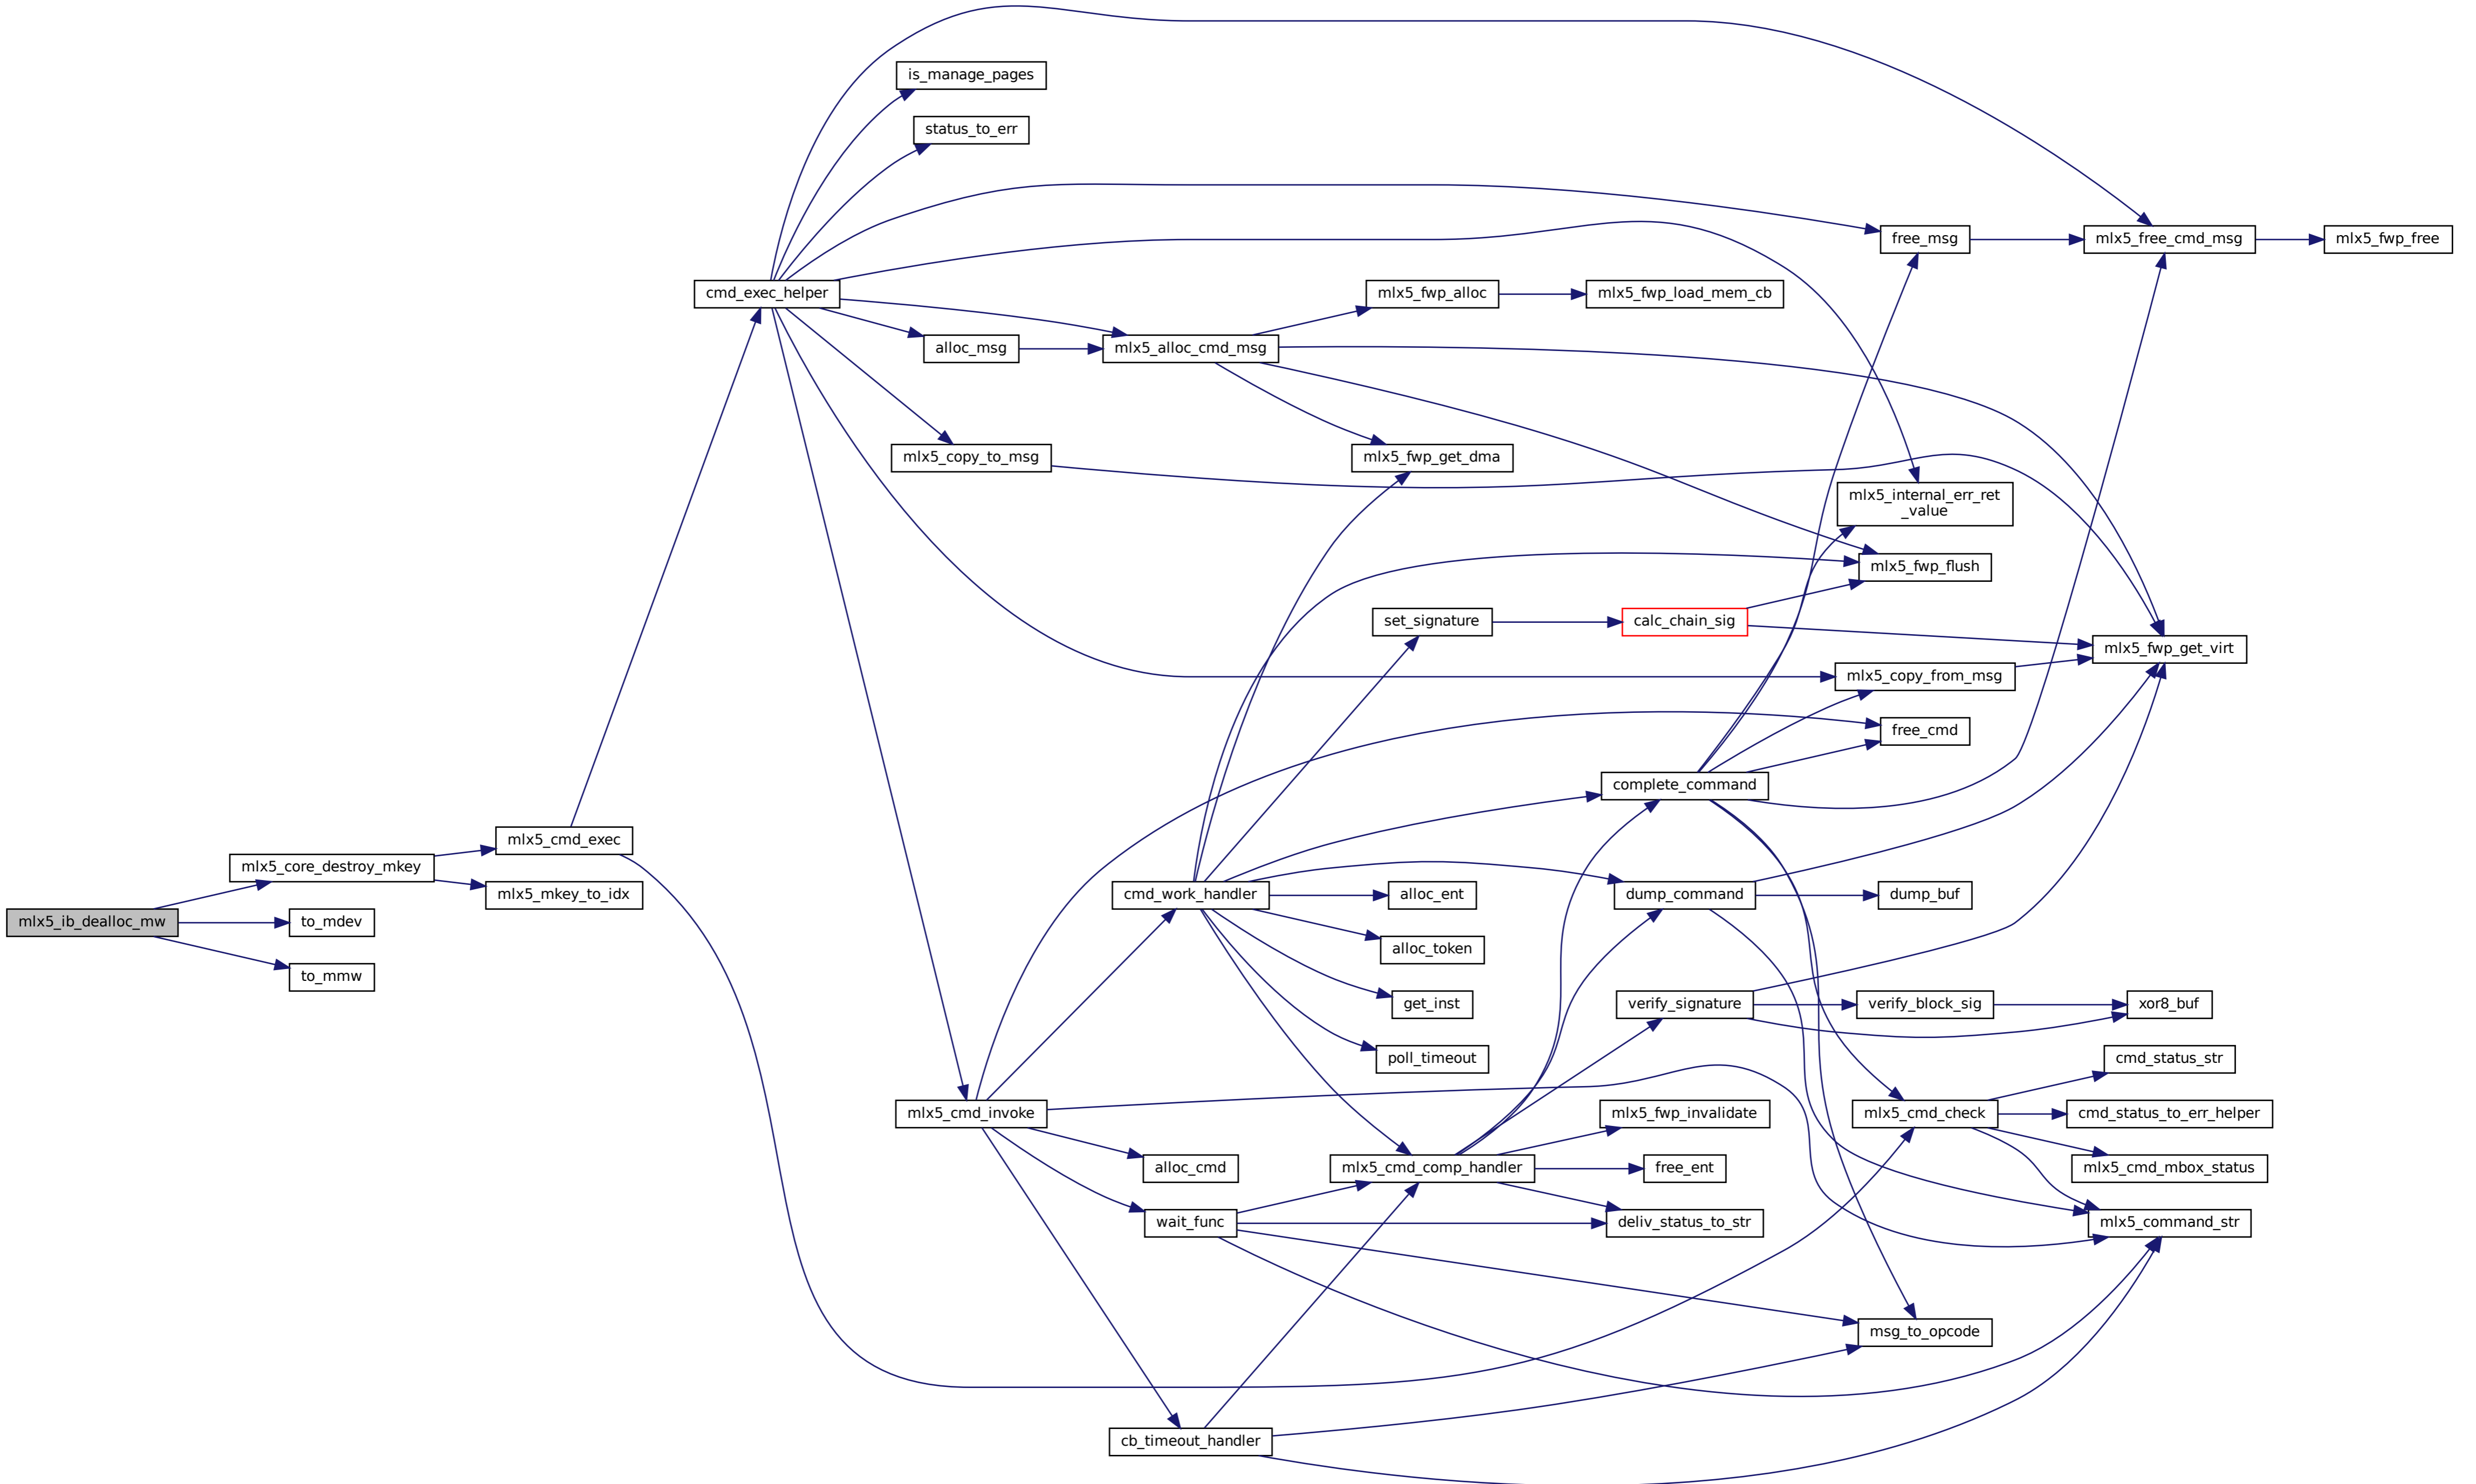 is_manage_pages
status_to_err
free_msg
mlx5_free_cmd_msg
mlx5_fwp_free
cmd_exec_helper
mlx5_fwp_alloc
mlx5_fwp_load_mem_cb
alloc_msg
mlx5_alloc_cmd_msg
mlx5_copy_to_msg
mlx5_fwp_get_dma
mlx5_internal_err_ret
_value
mlx5_fwp_flush
set_signature
calc_chain_sig
mlx5_fwp_get_virt
mlx5_copy_from_msg
free_cmd
complete_command
mlx5_cmd_exec
mlx5_core_destroy_mkey
mlx5_mkey_to_idx
cmd_work_handler
alloc_ent
dump_command
dump_buf
mlx5_ib_dealloc_mw
to_mdev
alloc_token
to_mmw
get_inst
verify_signature
verify_block_sig
xor8_buf
poll_timeout
cmd_status_str
mlx5_cmd_invoke
mlx5_fwp_invalidate
mlx5_cmd_check
cmd_status_to_err_helper
alloc_cmd
mlx5_cmd_comp_handler
free_ent
mlx5_cmd_mbox_status
wait_func
deliv_status_to_str
mlx5_command_str
msg_to_opcode
cb_timeout_handler